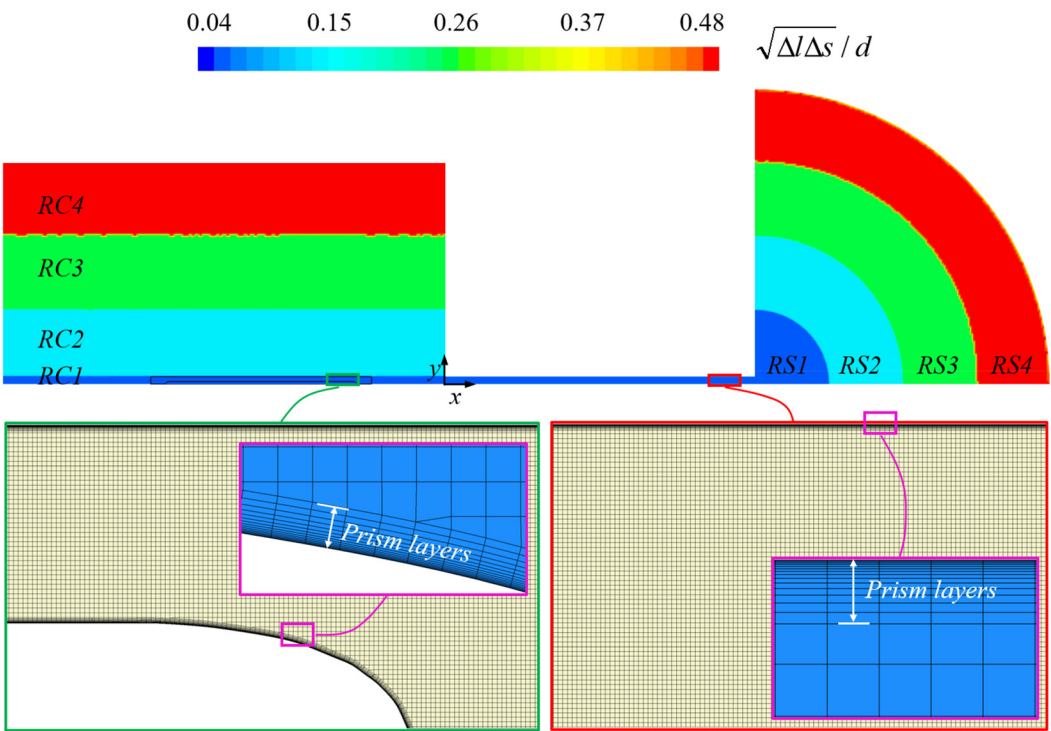 0.04 0.15 0.26 0.37 0.48 √ΔlΔs / d
RC4
RC3
RC2
RC1
RS1 RS2 RS3 RS4
y
x
Prism layers
Prism layers